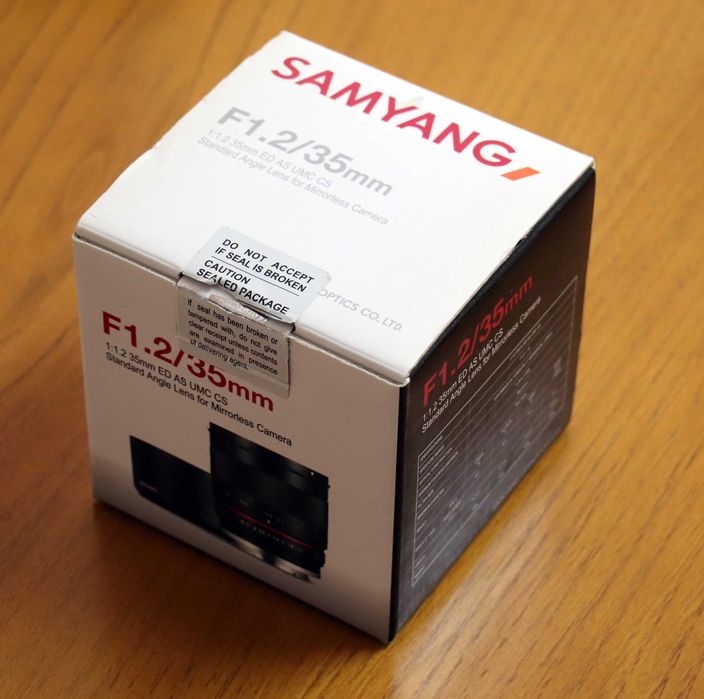 SAMYANG
F1.2/35mm
1:1.2 35mm ED AS UMC CS
Standard Angle Lens for Mirrorless Camera
DO NOT ACCEPT
IF SEAL IS BROKEN
CAUTION
SEALED PACKAGE
OPTICS CO., LTD.
If seal has been broken or
tampered with, do not give
clear receipt unless contents
are examined in presence
of delivering agent.
F1.2/35mm
1:1.2 35mm ED AS UMC CS
Standard Angle Lens for Mirrorless Camera
F1.2/35mm
1:1.2 35mm ED AS UMC CS
Standard Angle Lens for Mirrorless Camera